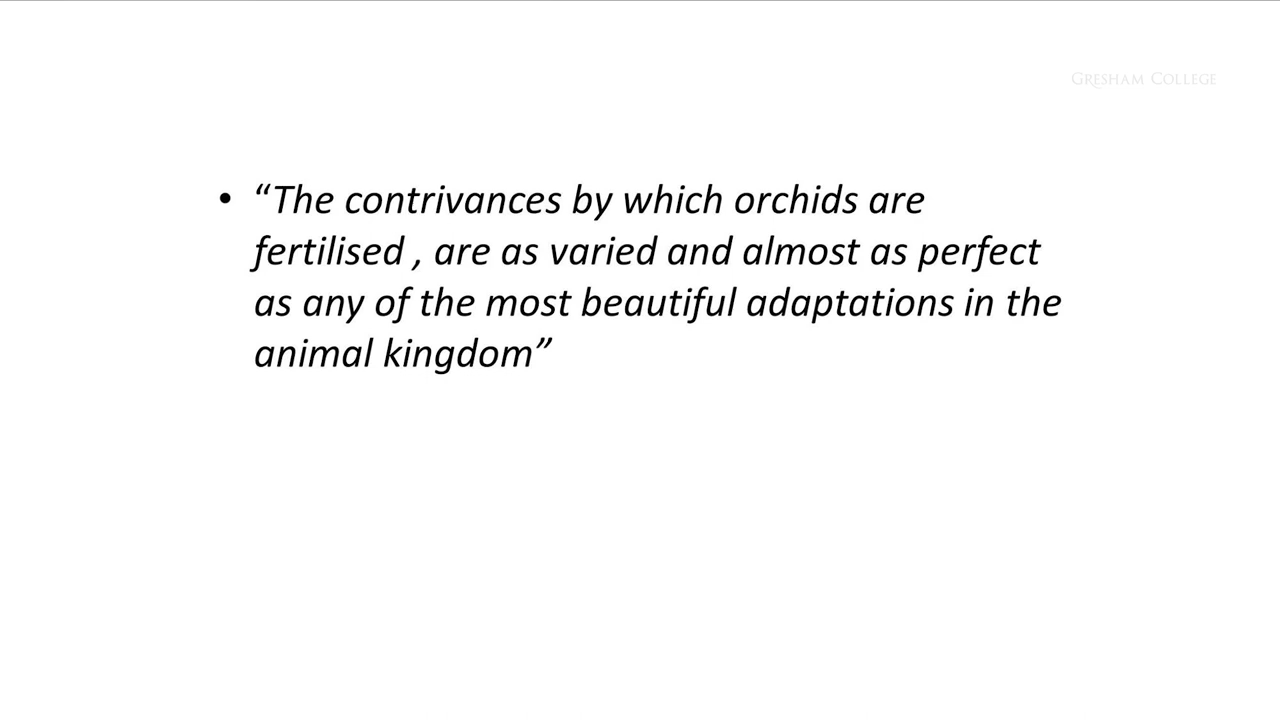 GRESHAM COLLEGE
• “The contrivances by which orchids are
fertilised , are as varied and almost as perfect
as any of the most beautiful adaptations in the
animal kingdom”